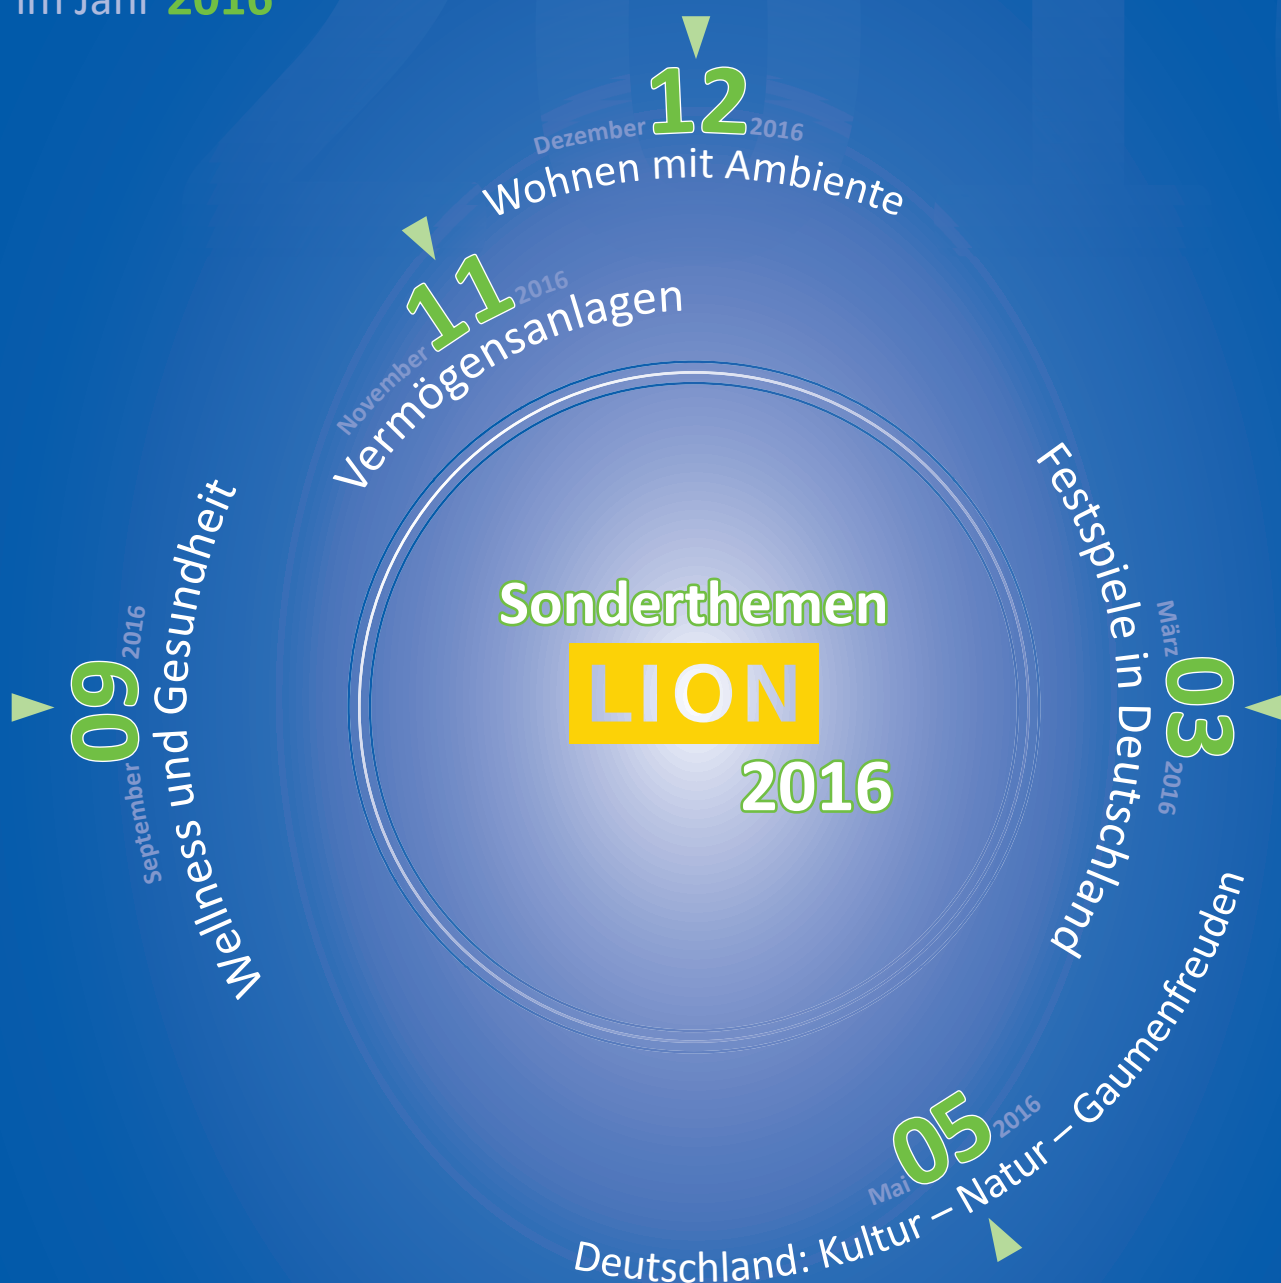 im Jahr 2016
Dezember 12 2016
Wohnen mit Ambiente
November 11 2016
Vermögensanlagen
Sonderthemen
LION
2016
März 03 2016
Festspiele in Deutschland
Mai 05 2016
Deutschland: Kultur – Natur – Gaumenfreuden
September 09 2016
Wellness und Gesundheit